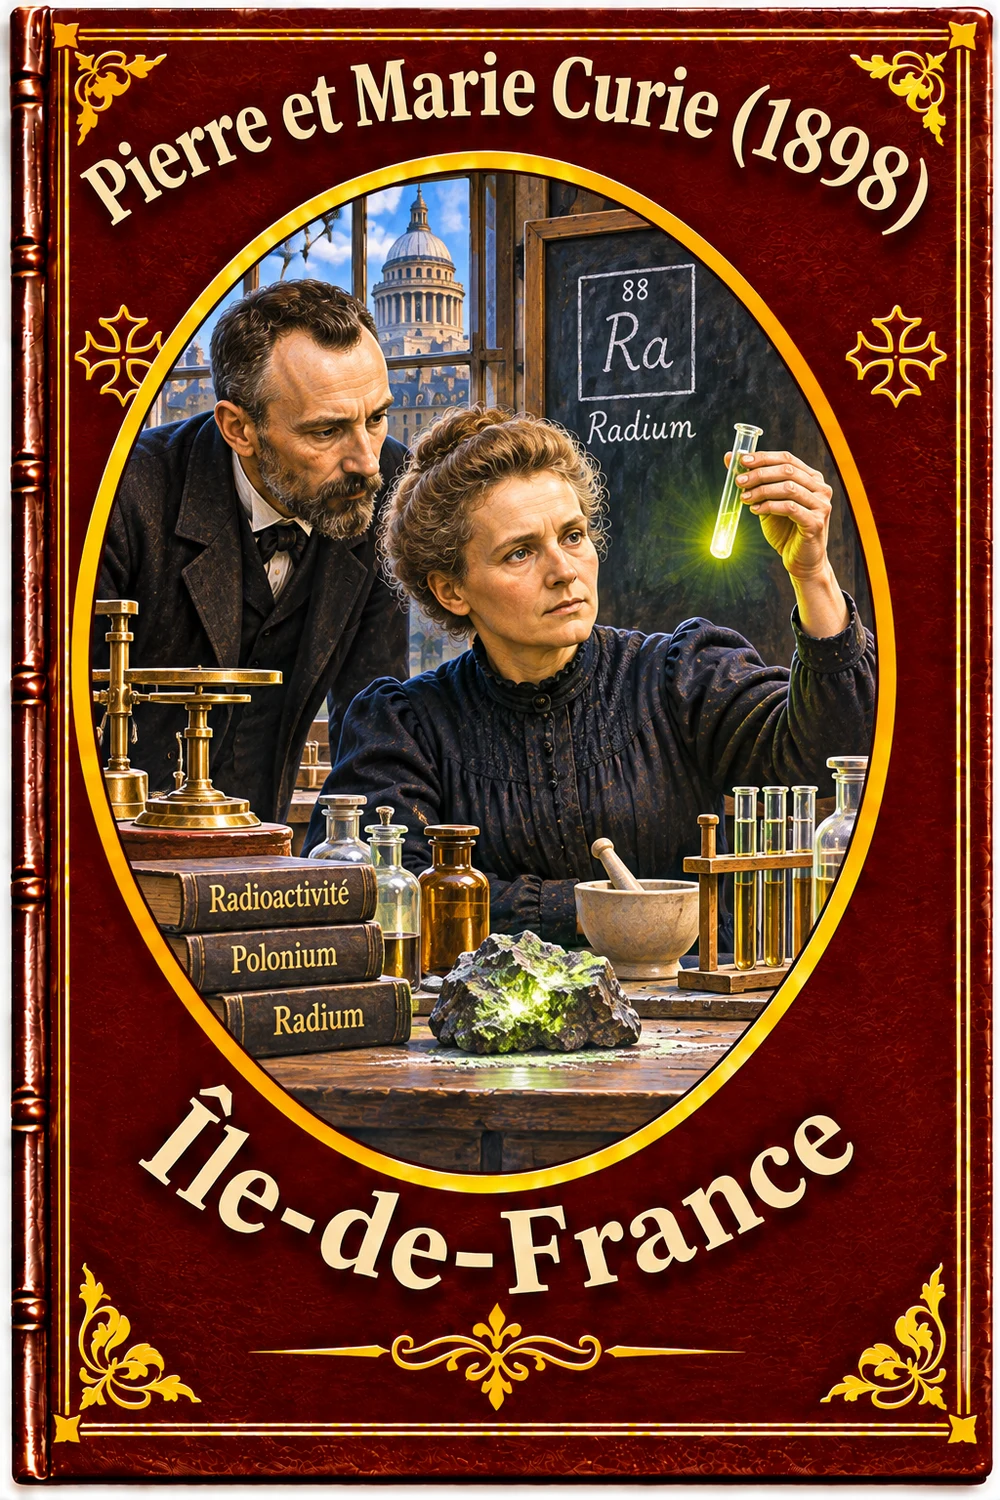 Pierre et Marie Curie (1898)
88
Ra
Radium
Radioactivité
Polonium
Radium
Île-de-France